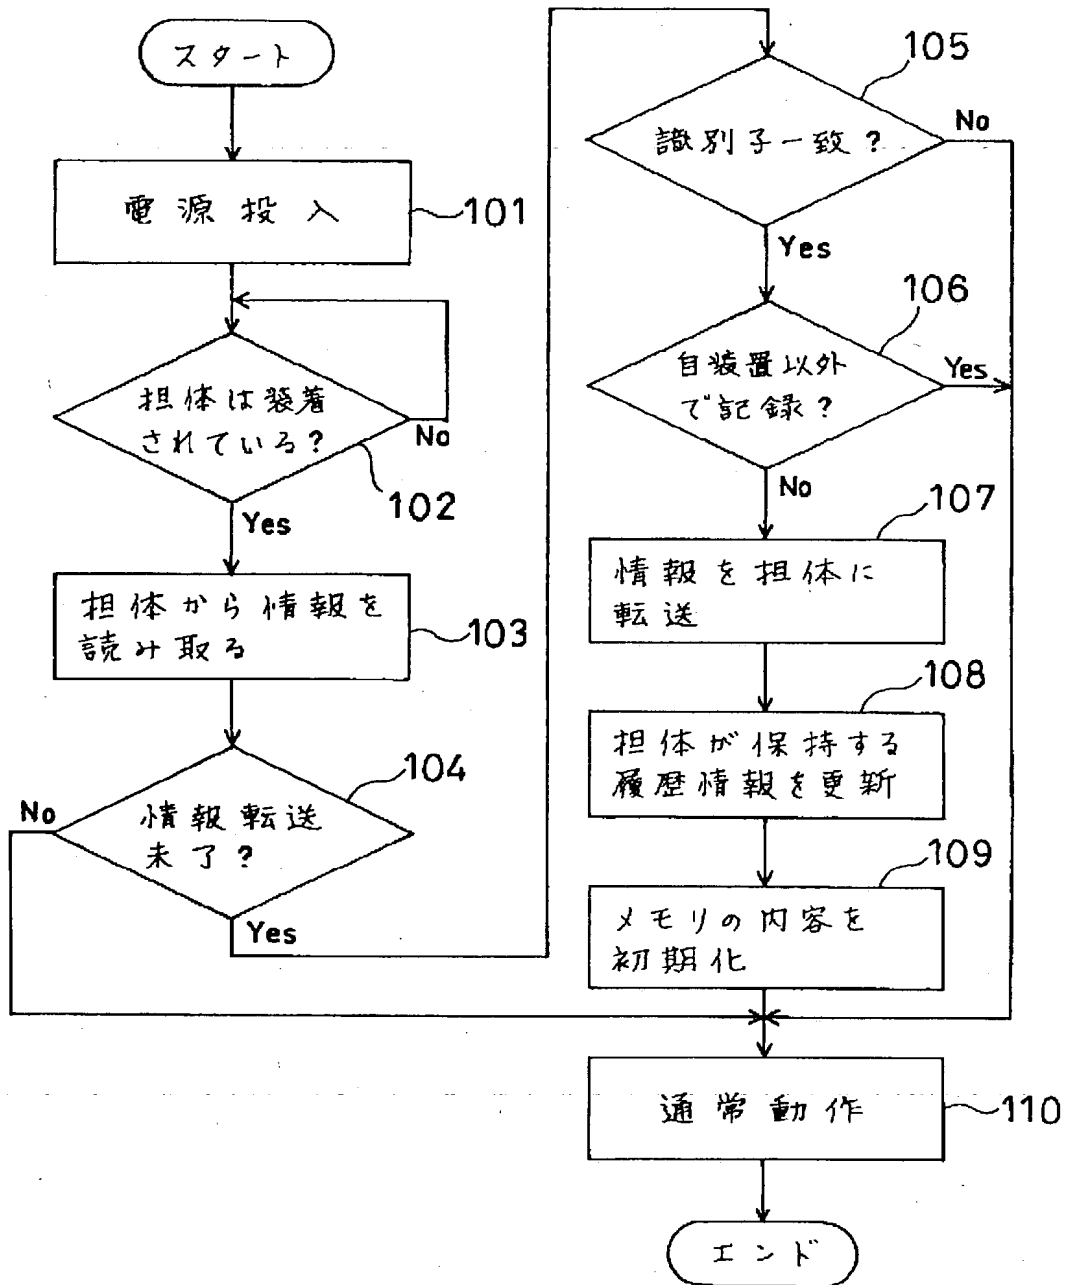 スタート
電源投入
101
担体は装着
されている?
No
102
Yes
担体から情報を
読み取る
103
104
No
情報転送
未了?
Yes
105
識別子一致?
No
Yes
106
自装置以外
で記録?
Yes
No
107
情報を担体に
転送
108
担体が保持する
履歴情報を更新
109
メモリの内容を
初期化
通常動作
110
エンド